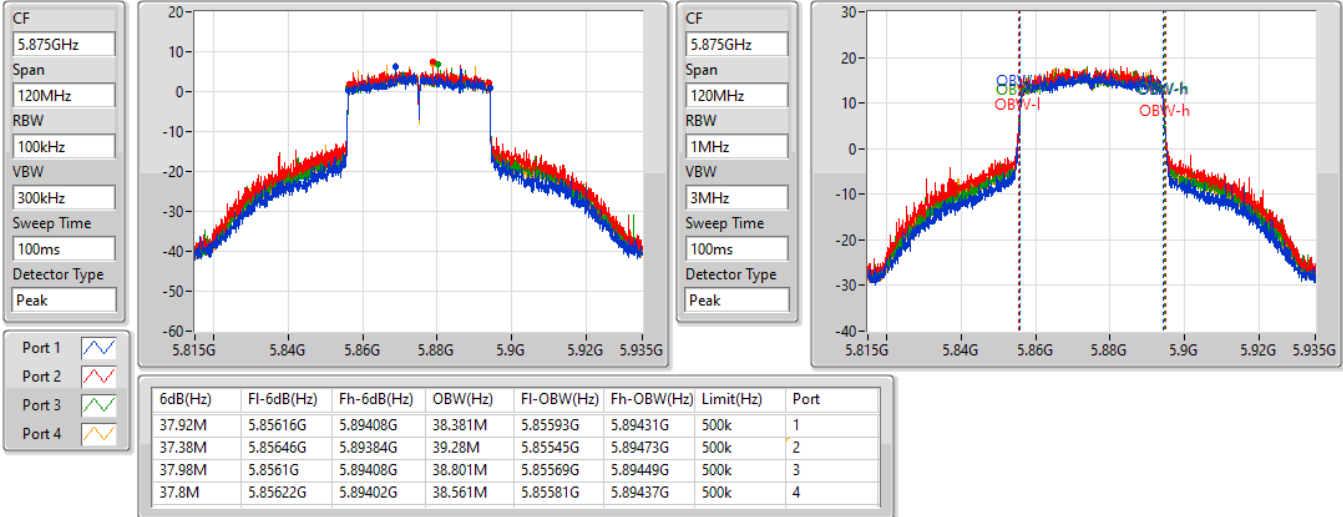 CF
5.875GHz
Span
120MHz
RBW
100kHz
VBW
300kHz
Sweep Time
100ms
Detector Type
Peak
20
10
0
-10
-20
-30
-40
-50
-60
5.815G 5.84G 5.86G 5.88G 5.9G 5.92G 5.935G
CF
5.875GHz
Span
120MHz
RBW
1MHz
VBW
3MHz
Sweep Time
100ms
Detector Type
Peak
30
20
10
0
-10
-20
-30
-40
OBW-l
OBW-h
OBW-h
5.815G 5.84G 5.86G 5.88G 5.9G 5.92G 5.935G
Port 1
Port 2
Port 3
Port 4
6dB(Hz) Fl-6dB(Hz) Fh-6dB(Hz) OBW(Hz) Fl-OBW(Hz) Fh-OBW(Hz) Limit(Hz) Port
37.92M 5.85616G 5.89408G 38.381M 5.85593G 5.89431G 500k 1
37.38M 5.85646G 5.89384G 39.28M 5.85545G 5.89473G 500k 2
37.98M 5.8561G 5.89408G 38.801M 5.85569G 5.89449G 500k 3
37.8M 5.85622G 5.89402G 38.561M 5.85581G 5.89437G 500k 4